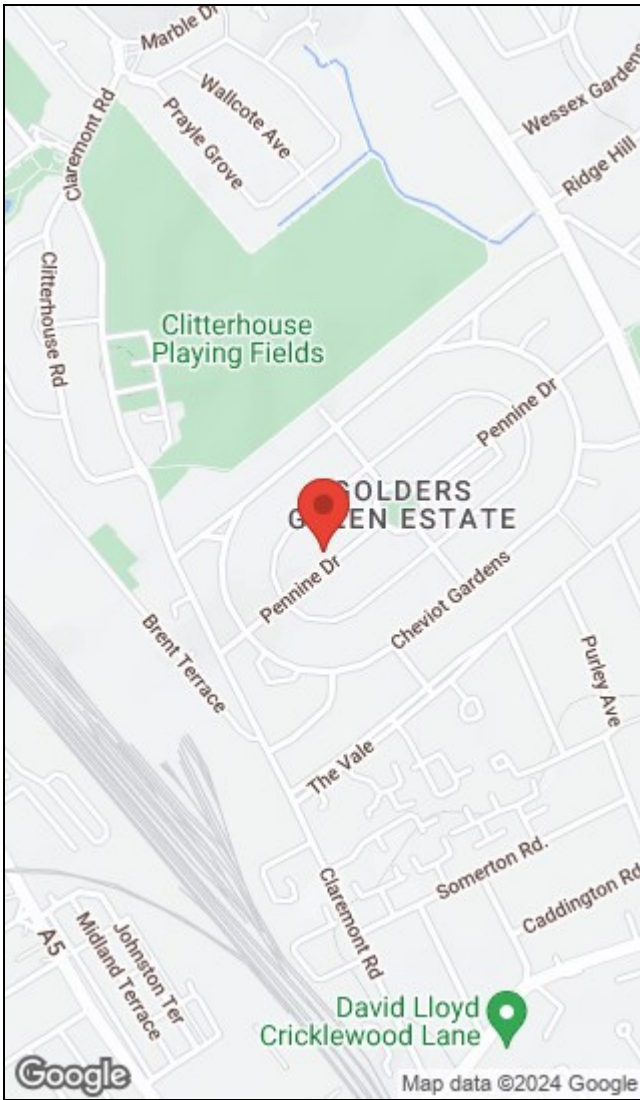 Marble Dr
Wallcote Ave
Prayle Grove
Claremont Rd
Wessex Gardens
Ridge Hill
Clitterhouse Rd
Clitterhouse
Playing Fields
Pennine Dr
GOLDERS
GREEN ESTATE
Pennine Dr
Cheviot Gardens
Brent Terrace
Purley Ave
The Vale
Somerton Rd.
Claremont Rd
Caddington Rd
A5
Johnston Ter
Midland Terrace
David Lloyd
Cricklewood Lane
Google
Map data ©2024 Google